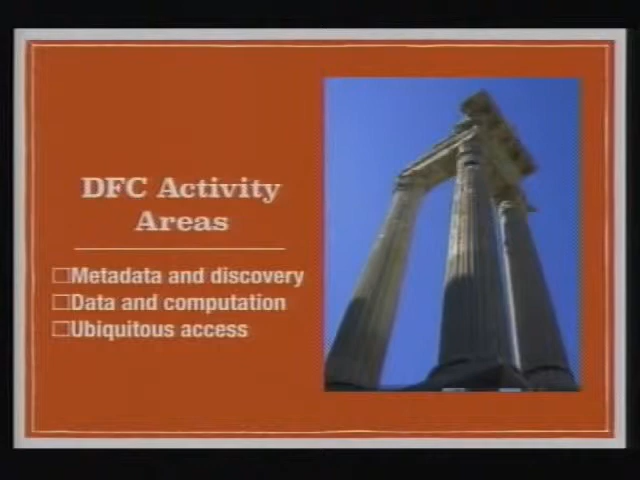 DFC Activity
Areas
☐Metadata and discovery
☐Data and computation
☐Ubiquitous access